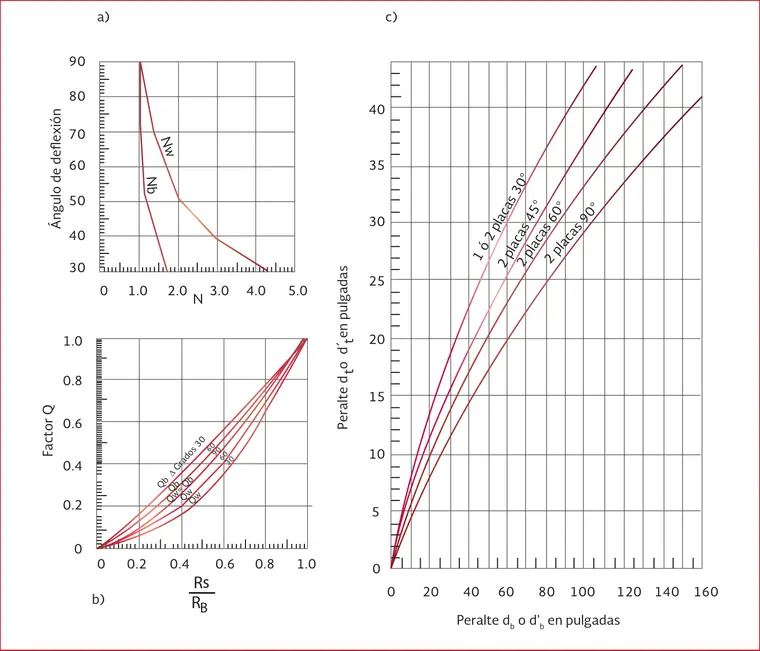 a)
90
80
70
60
50
40
30
Ángulo de deflexión
Nw
Nb
0 1.0 2.0 3.0 4.0 5.0
N
1.0
0.8
0.6
0.4
0.2
0
Factor Q
Qb Δ Grados 30
Qb 60
Qw=Qb 90
Qw 60
Qw 70
0 0.2 0.4 0.6 0.8 1.0
Rs
RB
b)
c)
40
35
30
25
20
15
10
5
0
Peralte dt o d't en pulgadas
1 ó 2 placas 30°
2 placas 45°
2 placas 60°
2 placas 90°
0 20 40 60 80 100 120 140 160
Peralte db o d'b en pulgadas